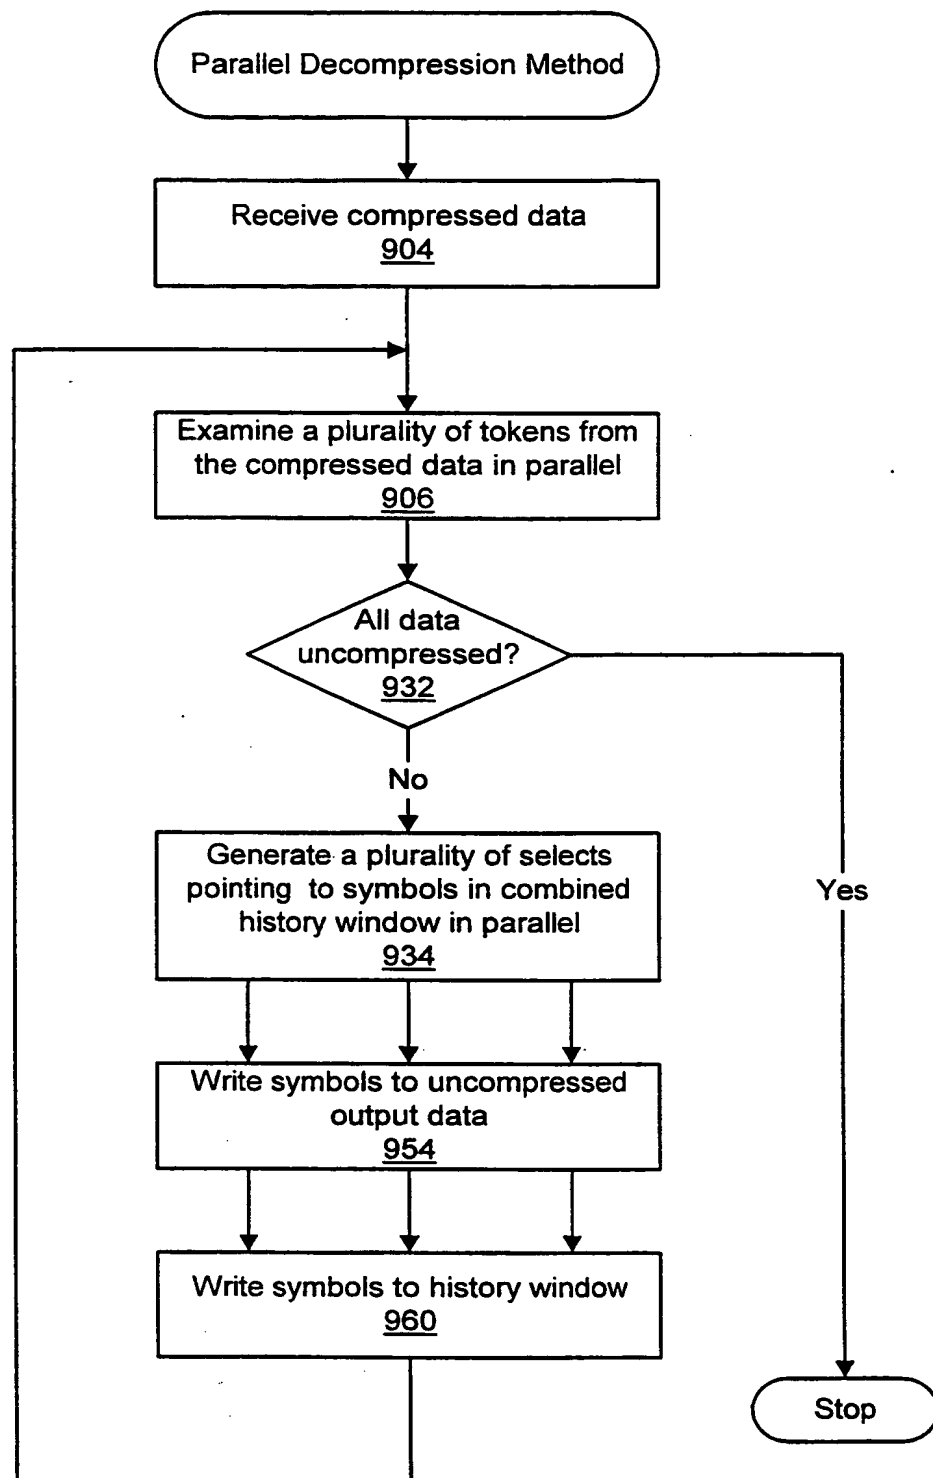 Parallel Decompression Method
Receive compressed data
904
Examine a plurality of tokens from
the compressed data in parallel
906
All data
uncompressed?
932
No
Generate a plurality of selects
pointing to symbols in combined
history window in parallel
934
Yes
Write symbols to uncompressed
output data
954
Write symbols to history window
960
Stop